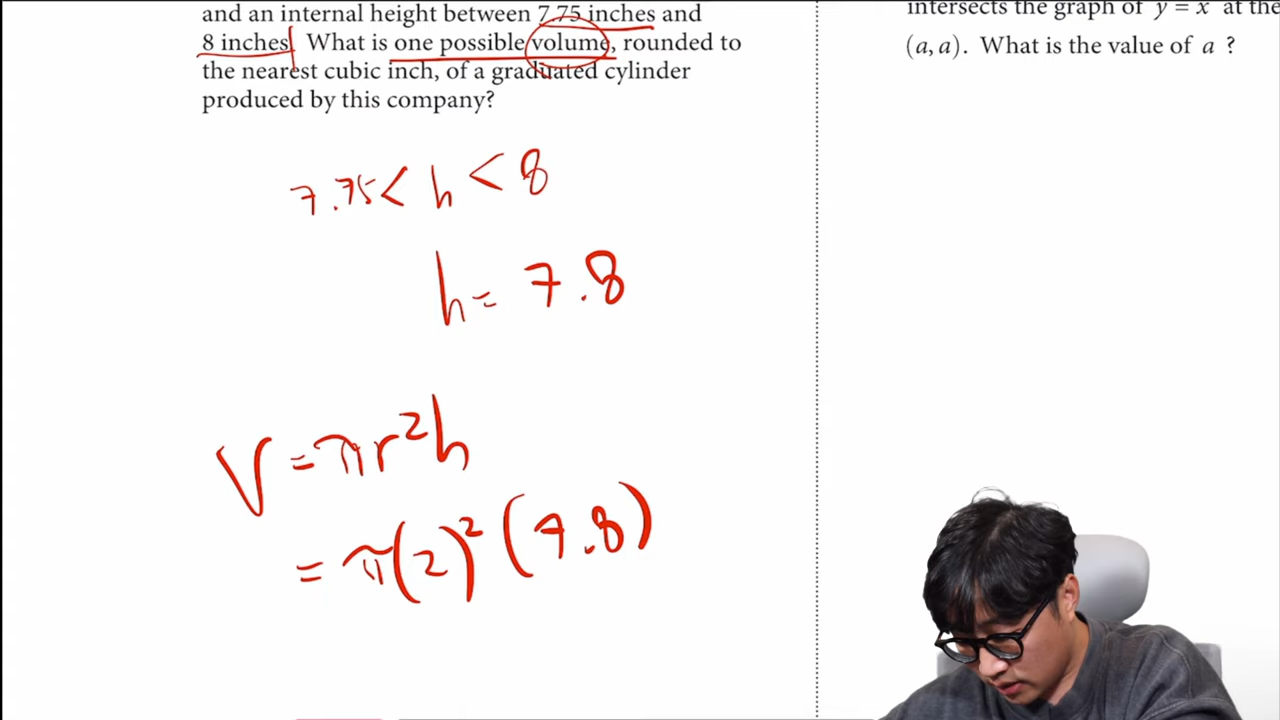 and an internal height between 7.75 inches and
8 inches. What is one possible volume, rounded to
the nearest cubic inch, of a graduated cylinder
produced by this company?
7.75 < h < 8
h = 7.8
V = πr²h
= π(2)² (7.8)
intersects the graph of y = x at the
(a, a). What is the value of a ?